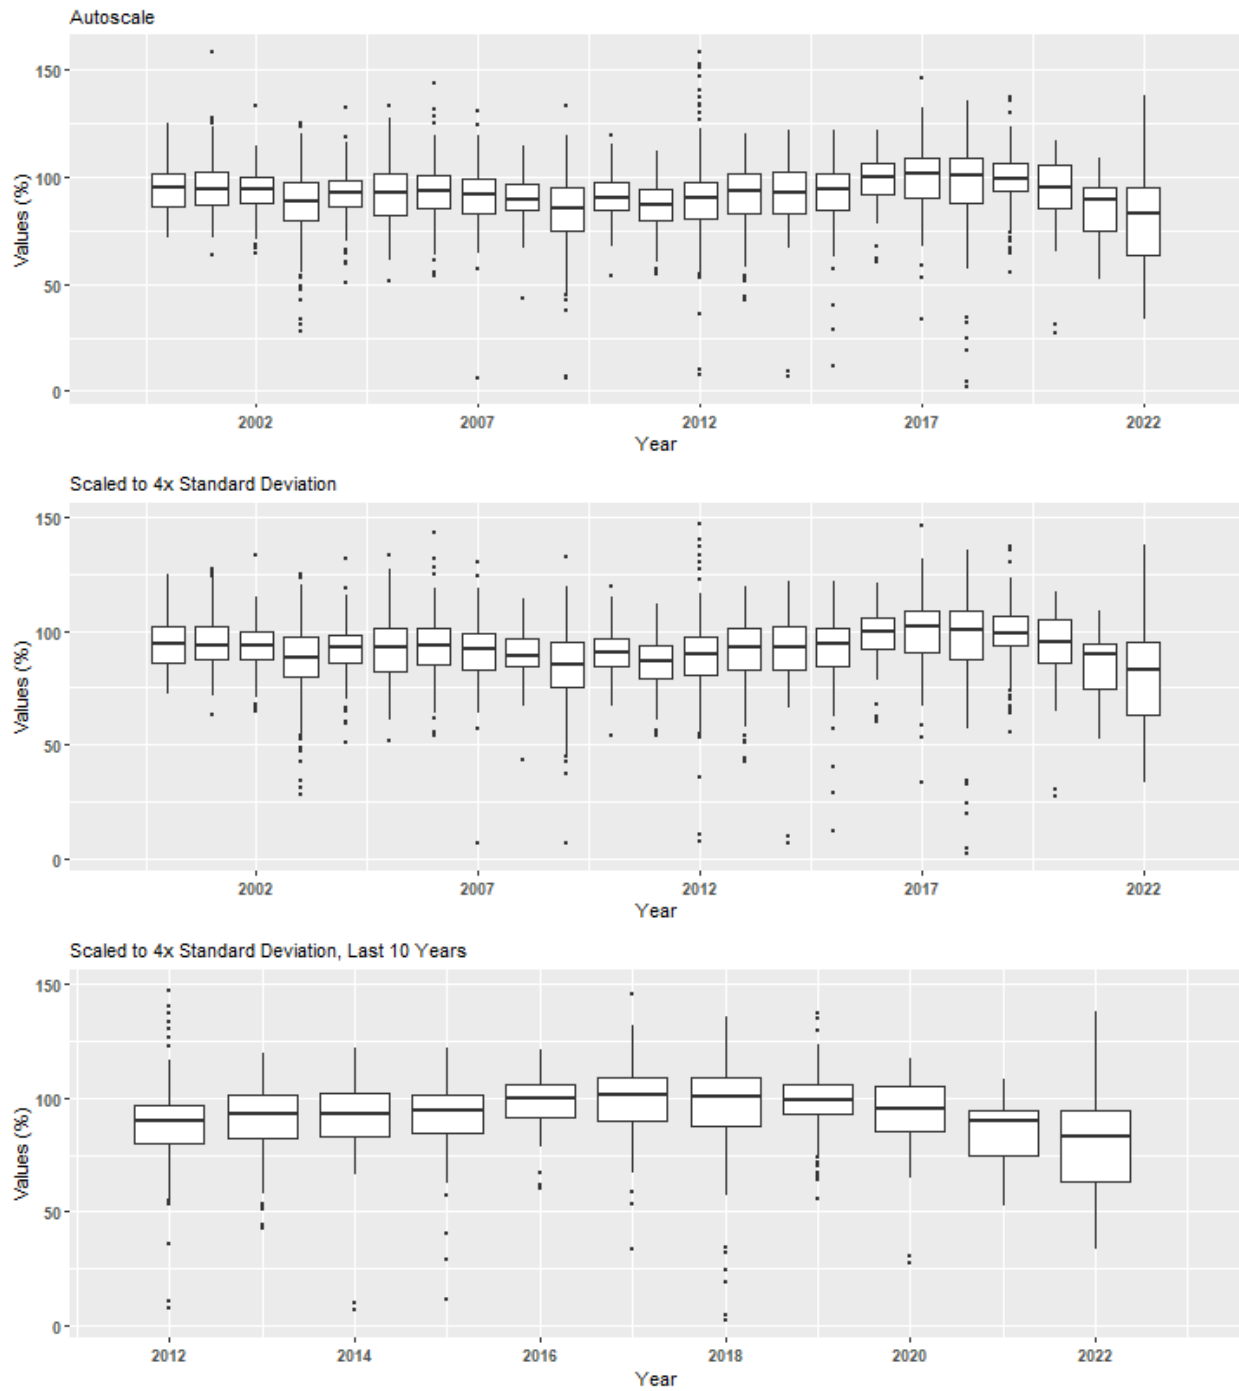 Autoscale
150
100
50
0
Values (%)
2002 2007 2012 2017 2022
Year
Scaled to 4x Standard Deviation
150
100
50
0
Values (%)
2002 2007 2012 2017 2022
Year
Scaled to 4x Standard Deviation, Last 10 Years
150
100
50
0
Values (%)
2012 2014 2016 2018 2020 2022
Year